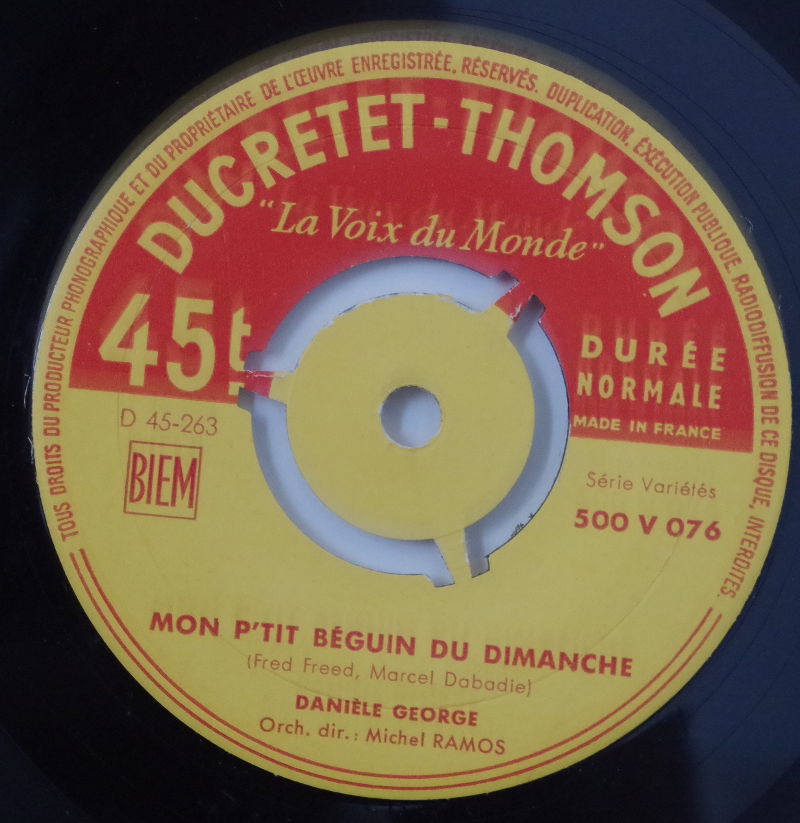 TOUS DROITS DU PRODUCTEUR PHONOGRAPHIQUE ET DU PROPRIÉTAIRE DE L'ŒUVRE ENREGISTRÉE. RÉSERVÉS. DUPLICATION, EXÉCUTION PUBLIQUE, RADIODIFFUSION DE CE DISQUE, INTERDITES.
DUCRETET-THOMSON
"La Voix du Monde"
45t.
DURÉE
NORMALE
MADE IN FRANCE
D 45-263
BIEM
Série Variétés
500 V 076
MON P'TIT BÉGUIN DU DIMANCHE
(Fred Freed, Marcel Dabadie)
DANIÈLE GEORGE
Orch. dir. : Michel RAMOS